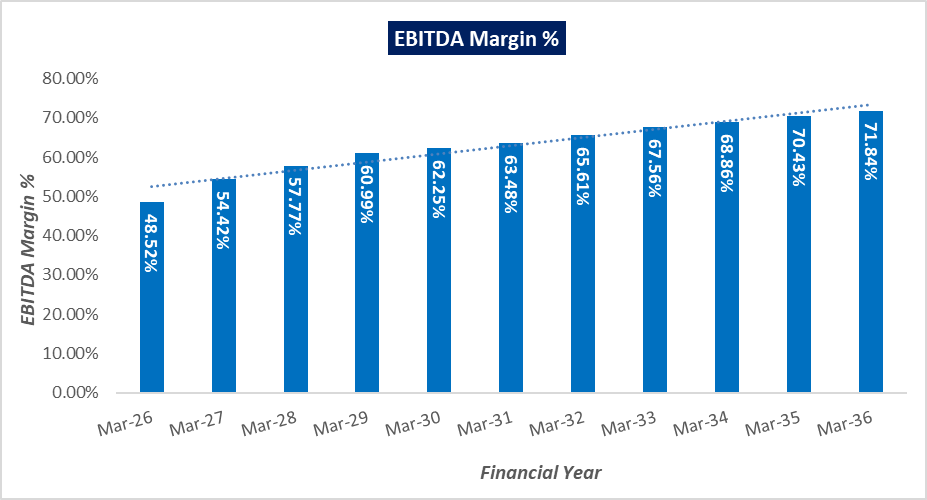 EBITDA Margin %
80.00%
70.00%
60.00%
50.00%
40.00%
30.00%
20.00%
10.00%
0.00%
EBITDA Margin %
48.52%
54.42%
57.77%
60.99%
62.25%
63.48%
65.61%
67.56%
68.86%
70.43%
71.84%
Mar-26
Mar-27
Mar-28
Mar-29
Mar-30
Mar-31
Mar-32
Mar-33
Mar-34
Mar-35
Mar-36
Financial Year